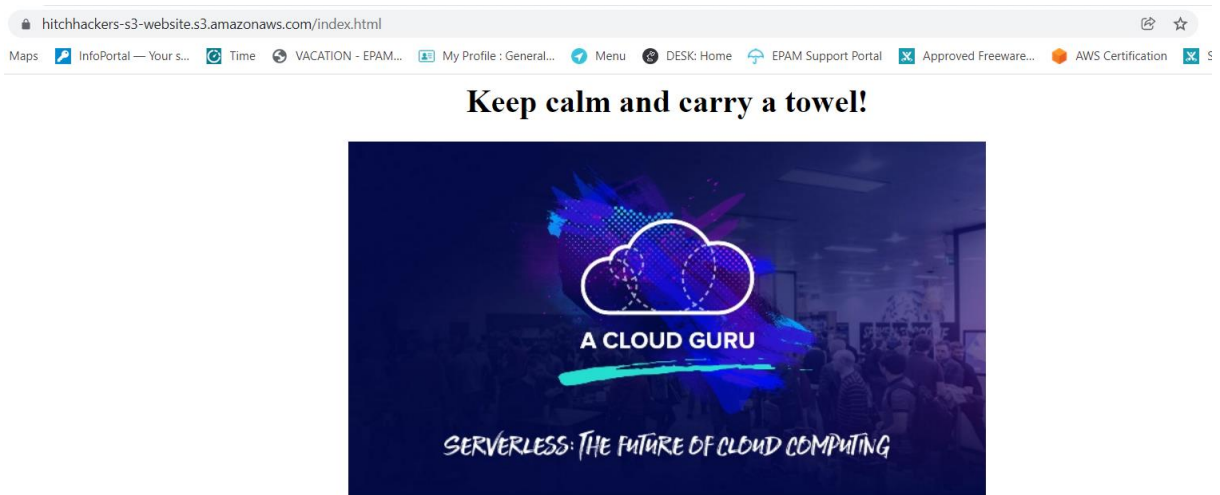 hitchhackers-s3-website.s3.amazonaws.com/index.html
Maps InfoPortal — Your s... Time VACATION - EPAM... My Profile : General... Menu DESK: Home EPAM Support Portal Approved Freeware... AWS Certification S
Keep calm and carry a towel!
A CLOUD GURU
SERVERLESS: THE FUTURE OF CLOUD COMPUTING